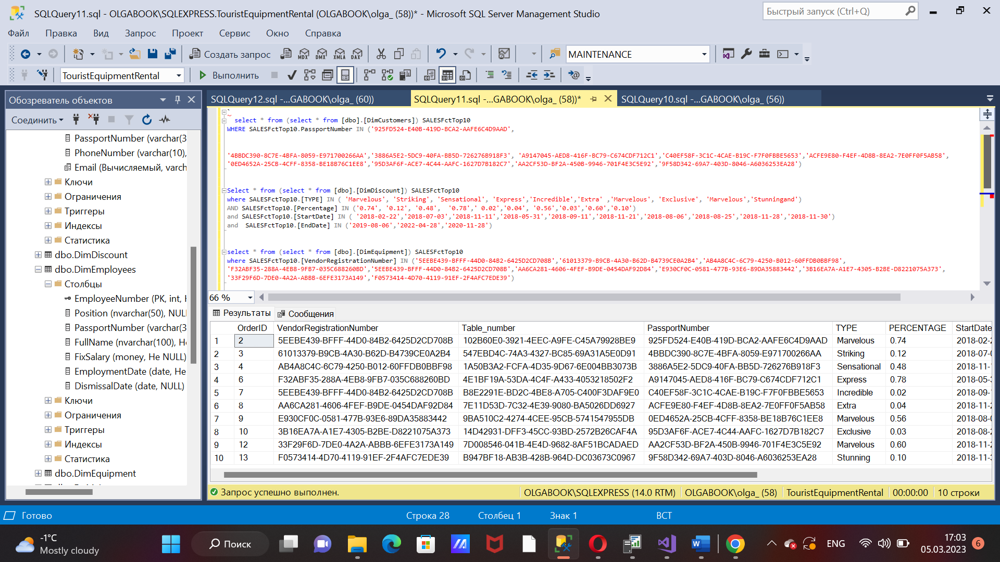 SQLQuery11.sql - OLGABOOK\SQLEXPRESS.TouristEquipmentRental (OLGABOOK\olga_ (58))* - Microsoft SQL Server Management Studio
Быстрый запуск (Ctrl+Q)
Файл Правка Вид Запрос Проект Сервис Окно Справка
Создать запрос MDX DMX XMLA DAX MAINTENANCE
TouristEquipmentRental Выполнить
Обозреватель объектов
SQLQuery12.sql -...GABOOK\olga_ (60)) SQLQuery11.sql -...GABOOK\olga_ (58))* SQLQuery10.sql -...GABOOK\olga_ (56))
Соединить
PassportNumber (varchar(3
PhoneNumber (varchar(10),
Email (Вычисляемый, varch
Ключи
Ограничения
Триггеры
Индексы
Статистика
dbo.DimDiscount
dbo.DimEmployees
Столбцы
EmployeeNumber (PK, int, Н
Position (nvarchar(50), NULL
PassportNumber (varchar(3
FullName (nvarchar(100), Не
FixSalary (money, Не NULL)
EmploymentDate (date, Не
DismissalDate (date, NULL)
Ключи
Ограничения
Триггеры
Индексы
Статистика
dbo.DimEquipment
select * from (select * from [dbo].[DimCustomers]) SALESFctTop10
WHERE SALESFctTop10.PassportNumber IN ('925FD524-E40B-419D-BCA2-AAFE6C4D9AAD',
'4BBDC390-8C7E-4BFA-8059-E971700266AA','3886A5E2-5DC9-40FA-BB5D-726276B918F3', 'A9147045-AED8-416F-BC79-C674CDF712C1','C40EF58F-3C1C-4CAE-B19C-F7F0FBBE5653','ACFE9E80-F4EF-4D8B-8EA2-7E0FF0F5AB58',
'0ED4652A-25CB-4CFF-8358-BE18B76C1EE8','95D3AF6F-ACE7-4C44-AAFC-1627D7B182C7','AA2CF53D-BF2A-450B-9946-701F4E3C5E92','9F58D342-69A7-403D-8046-A6036253EA28')
Select * from (select * from [dbo].[DimDiscount]) SALESFctTop10
where SALESFctTop10.[TYPE] IN ( 'Marvelous', 'Striking', 'Sensational', 'Express','Incredible','Extra' ,'Marvelous', 'Exclusive', 'Marvelous','Stunningand')
AND SALESFctTop10.[Percentage] IN ('0.74', '0.12', '0.48', '0.78',' 0.02','0.04', '0.56','0.03','0.60','0.10')
and SALESFctTop10.[StartDate] IN ( '2018-02-22','2018-07-03','2018-11-11','2018-05-31','2018-09-11','2018-11-21','2018-08-06','2018-08-25','2018-11-28','2018-11-30')
and SALESFctTop10.[EndDate] IN ('2019-08-06','2022-04-28','2020-11-28')
select * from (select * from [dbo].[DimEquipment]) SALESFctTop10
where SALESFctTop10.[VendorRegistrationNumber] IN ('5EEBE439-BFFF-44D0-84B2-6425D2CD708B','61013379-B9CB-4A30-B62D-B4739CE0A2B4','AB4A8C4C-6C79-4250-B012-60FFDB0BBF98',
'F32ABF35-288A-4EB8-9FB7-035C688260BD','5EEBE439-BFFF-44D0-84B2-6425D2CD708B','AA6CA281-4606-4FEF-B9DE-0454DAF92D84','E930CF0C-0581-477B-93E6-89DA35883442','3B16EA7A-A1E7-4305-B2BE-D8221075A373',
'33F29F6D-7DE0-4A2A-ABBB-6EFE3173A149','F0573414-4D70-4119-91EF-2F4AFC7EDE39')
66 %
Результаты Сообщения
OrderID VendorRegistrationNumber Table_number PassportNumber TYPE PERCENTAGE StartDate
1 2 5EEBE439-BFFF-44D0-84B2-6425D2CD708B 102B60E0-3921-4EEC-A9FE-C45A79928BE9 925FD524-E40B-419D-BCA2-AAFE6C4D9AAD Marvelous 0.74 2018-02-2
2 3 61013379-B9CB-4A30-B62D-B4739CE0A2B4 547EBD4C-74A3-4327-BC85-69A31A5E0D91 4BBDC390-8C7E-4BFA-8059-E971700266AA Striking 0.12 2018-07-0
3 4 AB4A8C4C-6C79-4250-B012-60FFDB0BBF98 1A50B3A2-FCFA-4D35-9D67-6E004BB3073B 3886A5E2-5DC9-40FA-BB5D-726276B918F3 Sensational 0.48 2018-11-
4 6 F32ABF35-288A-4EB8-9FB7-035C688260BD 4E1BF19A-53DA-4C4F-A433-4053218502F2 A9147045-AED8-416F-BC79-C674CDF712C1 Express 0.78 2018-05-3
5 7 5EEBE439-BFFF-44D0-84B2-6425D2CD708B B8E2291E-BD2C-4BE8-A705-C400F3DAF9E0 C40EF58F-3C1C-4CAE-B19C-F7F0FBBE5653 Incredible 0.02 2018-09-
6 8 AA6CA281-4606-4FEF-B9DE-0454DAF92D84 7E11D53D-7C32-4E39-9080-BA5026DD6927 ACFE9E80-F4EF-4D8B-8EA2-7E0FF0F5AB58 Extra 0.04 2018-11-2
7 9 E930CF0C-0581-477B-93E6-89DA35883442 9BA510C2-4274-4CEE-95CB-5741547955DB 0ED4652A-25CB-4CFF-8358-BE18B76C1EE8 Marvelous 0.56 2018-08-0
8 10 3B16EA7A-A1E7-4305-B2BE-D8221075A373 14D42931-DFF3-45CC-93BD-2572B26CAF4A 95D3AF6F-ACE7-4C44-AAFC-1627D7B182C7 Exclusive 0.03 2018-08-2
9 12 33F29F6D-7DE0-4A2A-ABBB-6EFE3173A149 7D008546-041B-4E4D-9682-8AF51BCADAED AA2CF53D-BF2A-450B-9946-701F4E3C5E92 Marvelous 0.60 2018-11-2
10 13 F0573414-4D70-4119-91EF-2F4AFC7EDE39 B947BF18-AB3B-428B-964D-DC03673C0967 9F58D342-69A7-403D-8046-A6036253EA28 Stunning 0.10 2018-11-3
Запрос успешно выполнен. OLGABOOK\SQLEXPRESS (14.0 RTM) OLGABOOK\olga_ (58) TouristEquipmentRental 00:00:00 10 строки
Готово Строка 28 Столбец 1 Знак 1 ВСТ
-1°C
Mostly cloudy
Поиск
ENG
17:03
05.03.2023
6